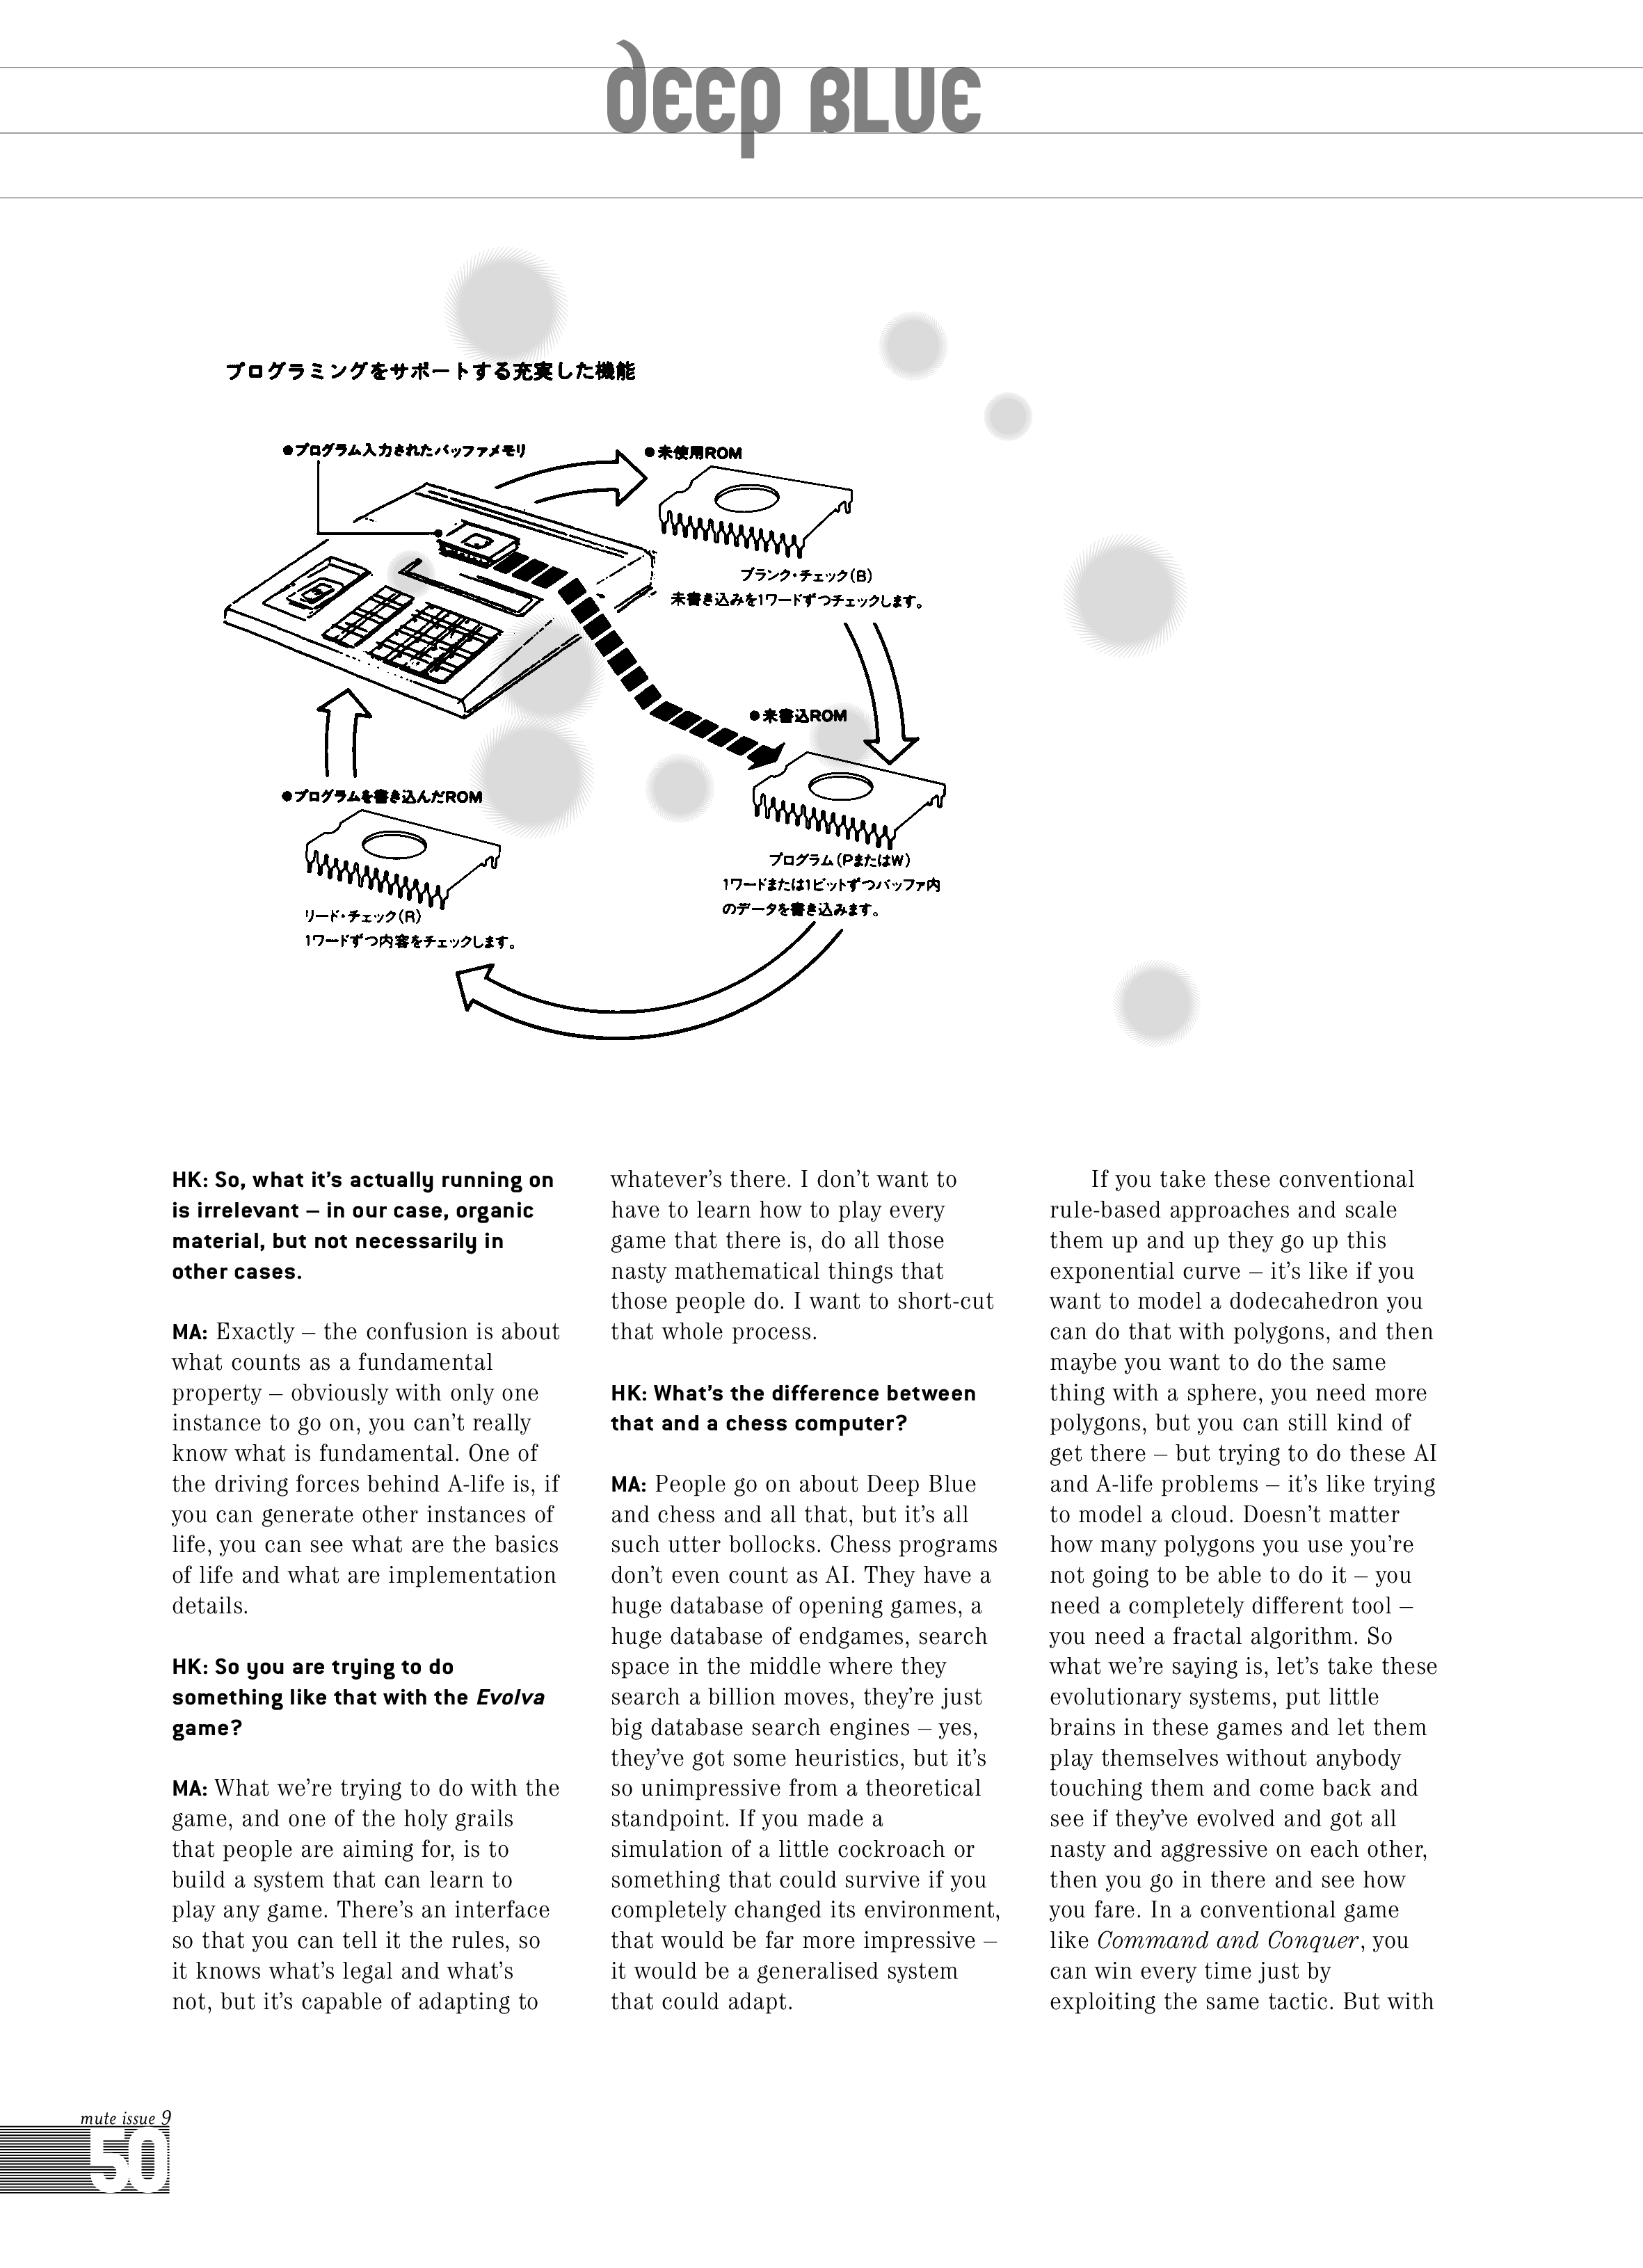 deep BLUE
プログラミングをサポートする充実した機能
●プログラム入力されたバッファメモリ
●未使用ROM
ブランク・チェック(B)
未書き込みを1ワードずつチェックします。
●未書込ROM
プログラム(PまたはW)
1ワードまたは1ビットずつバッファ内
のデータを書き込みます。
●プログラムを書き込んだROM
リード・チェック(R)
1ワードずつ内容をチェックします。
HK: So, what it's actually running on
is irrelevant – in our case, organic
material, but not necessarily in
other cases.
MA: Exactly – the confusion is about
what counts as a fundamental
property – obviously with only one
instance to go on, you can't really
know what is fundamental. One of
the driving forces behind A-life is, if
you can generate other instances of
life, you can see what are the basics
of life and what are implementation
details.
HK: So you are trying to do
something like that with the Evolva
game?
MA: What we're trying to do with the
game, and one of the holy grails
that people are aiming for, is to
build a system that can learn to
play any game. There's an interface
so that you can tell it the rules, so
it knows what's legal and what's
not, but it's capable of adapting to
whatever's there. I don't want to
have to learn how to play every
game that there is, do all those
nasty mathematical things that
those people do. I want to short-cut
that whole process.
HK: What's the difference between
that and a chess computer?
MA: People go on about Deep Blue
and chess and all that, but it's all
such utter bollocks. Chess programs
don't even count as AI. They have a
huge database of opening games, a
huge database of endgames, search
space in the middle where they
search a billion moves, they're just
big database search engines – yes,
they've got some heuristics, but it's
so unimpressive from a theoretical
standpoint. If you made a
simulation of a little cockroach or
something that could survive if you
completely changed its environment,
that would be far more impressive –
it would be a generalised system
that could adapt.
If you take these conventional
rule-based approaches and scale
them up and up they go up this
exponential curve – it's like if you
want to model a dodecahedron you
can do that with polygons, and then
maybe you want to do the same
thing with a sphere, you need more
polygons, but you can still kind of
get there – but trying to do these AI
and A-life problems – it's like trying
to model a cloud. Doesn't matter
how many polygons you use you're
not going to be able to do it – you
need a completely different tool –
you need a fractal algorithm. So
what we're saying is, let's take these
evolutionary systems, put little
brains in these games and let them
play themselves without anybody
touching them and come back and
see if they've evolved and got all
nasty and aggressive on each other,
then you go in there and see how
you fare. In a conventional game
like Command and Conquer, you
can win every time just by
exploiting the same tactic. But with
mute issue 9
50